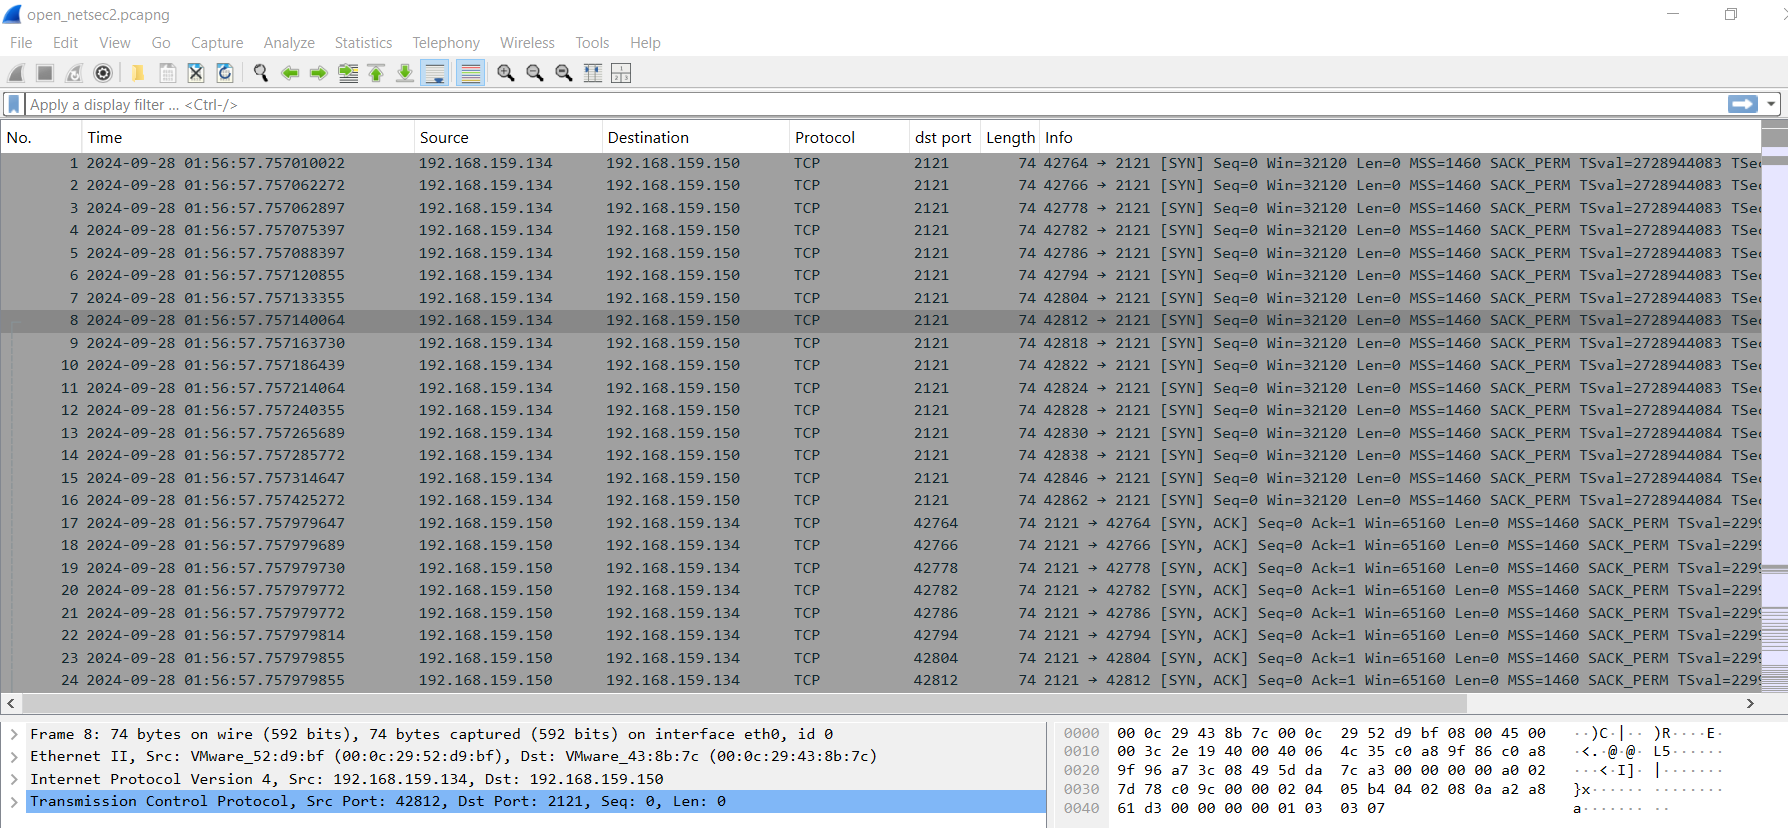 open_netsec2.pcapng
File Edit View Go Capture Analyze Statistics Telephony Wireless Tools Help
Apply a display filter ... <Ctrl-/>
No. Time Source Destination Protocol dst port Length Info
1 2024-09-28 01:56:57.757010022 192.168.159.134 192.168.159.150 TCP 2121 74 42764 → 2121 [SYN] Seq=0 Win=32120 Len=0 MSS=1460 SACK_PERM TSval=2728944083 TSe
2 2024-09-28 01:56:57.757062272 192.168.159.134 192.168.159.150 TCP 2121 74 42766 → 2121 [SYN] Seq=0 Win=32120 Len=0 MSS=1460 SACK_PERM TSval=2728944083 TSe
3 2024-09-28 01:56:57.757062897 192.168.159.134 192.168.159.150 TCP 2121 74 42778 → 2121 [SYN] Seq=0 Win=32120 Len=0 MSS=1460 SACK_PERM TSval=2728944083 TSe
4 2024-09-28 01:56:57.757075397 192.168.159.134 192.168.159.150 TCP 2121 74 42782 → 2121 [SYN] Seq=0 Win=32120 Len=0 MSS=1460 SACK_PERM TSval=2728944083 TSe
5 2024-09-28 01:56:57.757088397 192.168.159.134 192.168.159.150 TCP 2121 74 42786 → 2121 [SYN] Seq=0 Win=32120 Len=0 MSS=1460 SACK_PERM TSval=2728944083 TSe
6 2024-09-28 01:56:57.757120855 192.168.159.134 192.168.159.150 TCP 2121 74 42794 → 2121 [SYN] Seq=0 Win=32120 Len=0 MSS=1460 SACK_PERM TSval=2728944083 TSe
7 2024-09-28 01:56:57.757133355 192.168.159.134 192.168.159.150 TCP 2121 74 42804 → 2121 [SYN] Seq=0 Win=32120 Len=0 MSS=1460 SACK_PERM TSval=2728944083 TSe
8 2024-09-28 01:56:57.757140064 192.168.159.134 192.168.159.150 TCP 2121 74 42812 → 2121 [SYN] Seq=0 Win=32120 Len=0 MSS=1460 SACK_PERM TSval=2728944083 TSe
9 2024-09-28 01:56:57.757163730 192.168.159.134 192.168.159.150 TCP 2121 74 42818 → 2121 [SYN] Seq=0 Win=32120 Len=0 MSS=1460 SACK_PERM TSval=2728944083 TSe
10 2024-09-28 01:56:57.757186439 192.168.159.134 192.168.159.150 TCP 2121 74 42822 → 2121 [SYN] Seq=0 Win=32120 Len=0 MSS=1460 SACK_PERM TSval=2728944083 TSe
11 2024-09-28 01:56:57.757214064 192.168.159.134 192.168.159.150 TCP 2121 74 42824 → 2121 [SYN] Seq=0 Win=32120 Len=0 MSS=1460 SACK_PERM TSval=2728944083 TSe
12 2024-09-28 01:56:57.757240355 192.168.159.134 192.168.159.150 TCP 2121 74 42828 → 2121 [SYN] Seq=0 Win=32120 Len=0 MSS=1460 SACK_PERM TSval=2728944084 TSe
13 2024-09-28 01:56:57.757265689 192.168.159.134 192.168.159.150 TCP 2121 74 42830 → 2121 [SYN] Seq=0 Win=32120 Len=0 MSS=1460 SACK_PERM TSval=2728944084 TSe
14 2024-09-28 01:56:57.757285772 192.168.159.134 192.168.159.150 TCP 2121 74 42838 → 2121 [SYN] Seq=0 Win=32120 Len=0 MSS=1460 SACK_PERM TSval=2728944084 TSe
15 2024-09-28 01:56:57.757314647 192.168.159.134 192.168.159.150 TCP 2121 74 42846 → 2121 [SYN] Seq=0 Win=32120 Len=0 MSS=1460 SACK_PERM TSval=2728944084 TSe
16 2024-09-28 01:56:57.757425272 192.168.159.134 192.168.159.150 TCP 2121 74 42862 → 2121 [SYN] Seq=0 Win=32120 Len=0 MSS=1460 SACK_PERM TSval=2728944084 TSe
17 2024-09-28 01:56:57.757979647 192.168.159.150 192.168.159.134 TCP 42764 74 2121 → 42764 [SYN, ACK] Seq=0 Ack=1 Win=65160 Len=0 MSS=1460 SACK_PERM TSval=299
18 2024-09-28 01:56:57.757979689 192.168.159.150 192.168.159.134 TCP 42766 74 2121 → 42766 [SYN, ACK] Seq=0 Ack=1 Win=65160 Len=0 MSS=1460 SACK_PERM TSval=2299
19 2024-09-28 01:56:57.757979730 192.168.159.150 192.168.159.134 TCP 42778 74 2121 → 42778 [SYN, ACK] Seq=0 Ack=1 Win=65160 Len=0 MSS=1460 SACK_PERM TSval=2299
20 2024-09-28 01:56:57.757979772 192.168.159.150 192.168.159.134 TCP 42782 74 2121 → 42782 [SYN, ACK] Seq=0 Ack=1 Win=65160 Len=0 MSS=1460 SACK_PERM TSval=2299
21 2024-09-28 01:56:57.757979772 192.168.159.150 192.168.159.134 TCP 42786 74 2121 → 42786 [SYN, ACK] Seq=0 Ack=1 Win=65160 Len=0 MSS=1460 SACK_PERM TSval=2299
22 2024-09-28 01:56:57.757979814 192.168.159.150 192.168.159.134 TCP 42794 74 2121 → 42794 [SYN, ACK] Seq=0 Ack=1 Win=65160 Len=0 MSS=1460 SACK_PERM TSval=2299
23 2024-09-28 01:56:57.757979855 192.168.159.150 192.168.159.134 TCP 42804 74 2121 → 42804 [SYN, ACK] Seq=0 Ack=1 Win=65160 Len=0 MSS=1460 SACK_PERM TSval=2299
24 2024-09-28 01:56:57.757979855 192.168.159.150 192.168.159.134 TCP 42812 74 2121 → 42812 [SYN, ACK] Seq=0 Ack=1 Win=65160 Len=0 MSS=1460 SACK_PERM TSval=2299
Frame 8: 74 bytes on wire (592 bits), 74 bytes captured (592 bits) on interface eth0, id 0
Ethernet II, Src: VMware_52:d9:bf (00:0c:29:52:d9:bf), Dst: VMware_43:8b:7c (00:0c:29:43:8b:7c)
Internet Protocol Version 4, Src: 192.168.159.134, Dst: 192.168.159.150
Transmission Control Protocol, Src Port: 42812, Dst Port: 2121, Seq: 0, Len: 0
0000 00 0c 29 43 8b 7c 00 0c 29 52 d9 bf 08 00 45 00 ··)C·|·· )R····E·
0010 00 3c 2e 19 40 00 40 06 4c 35 c0 a8 9f 86 c0 a8 ·<.·@·@· L5······
0020 9f 96 a7 3c 08 49 5d da 7c a3 00 00 00 00 a0 02 ···<·I]· |·······
0030 7d 78 c0 9c 00 00 02 04 05 b4 04 02 08 0a a2 a8 }x······ ········
0040 61 d3 00 00 00 00 01 03 03 07 a······· ··